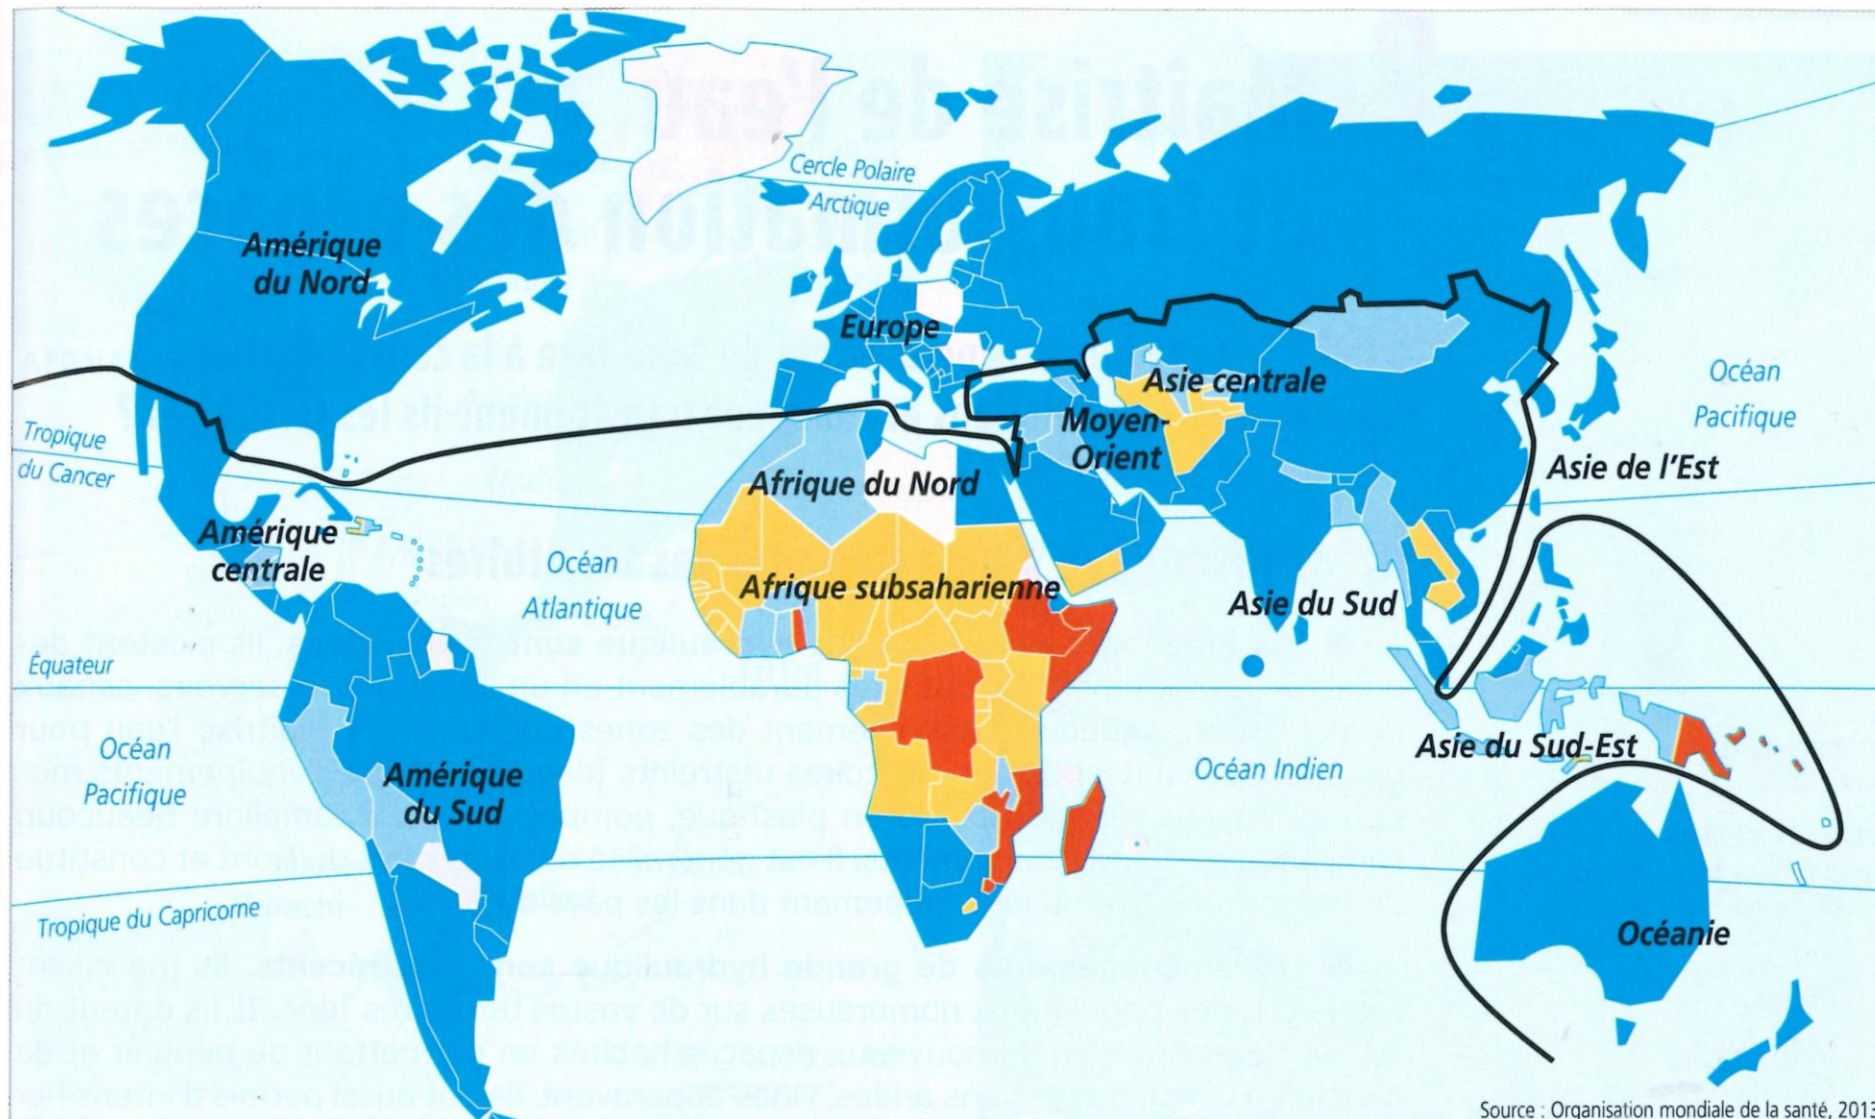 Cercle Polaire
Arctique
Amérique
du Nord
Europe
Asie centrale
Moyen-
Orient
Océan
Pacifique
Tropique
du Cancer
Afrique du Nord
Asie de l'Est
Amérique
centrale
Océan
Atlantique
Afrique subsaharienne
Asie du Sud
Équateur
Océan
Pacifique
Amérique
du Sud
Océan Indien
Asie du Sud-Est
Tropique du Capricorne
Océanie
Source : Organisation mondiale de la santé, 2013